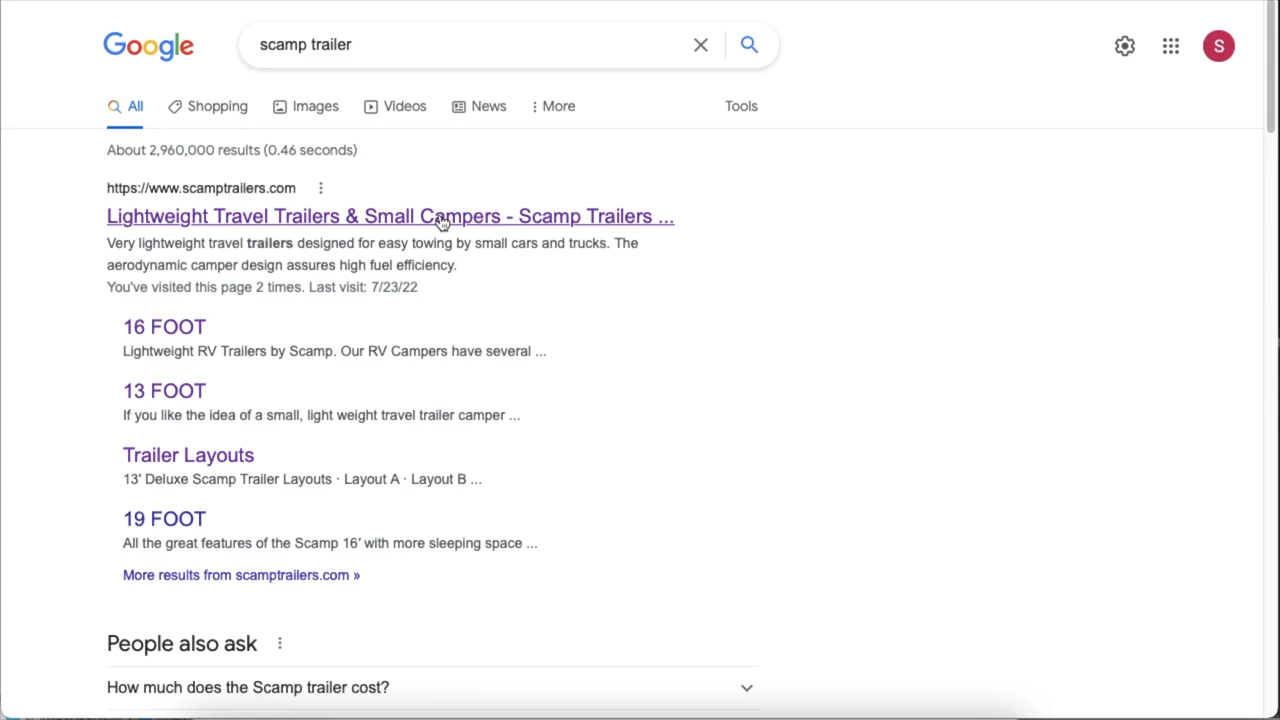 Google
scamp trailer
S
All
Shopping
Images
Videos
News
More
Tools
About 2,960,000 results (0.46 seconds)
https://www.scamptrailers.com
Lightweight Travel Trailers & Small Campers - Scamp Trailers ...
Very lightweight travel trailers designed for easy towing by small cars and trucks. The
aerodynamic camper design assures high fuel efficiency.
You've visited this page 2 times. Last visit: 7/23/22
16 FOOT
Lightweight RV Trailers by Scamp. Our RV Campers have several ...
13 FOOT
If you like the idea of a small, light weight travel trailer camper ...
Trailer Layouts
13' Deluxe Scamp Trailer Layouts · Layout A · Layout B ...
19 FOOT
All the great features of the Scamp 16′ with more sleeping space ...
More results from scamptrailers.com »
People also ask
How much does the Scamp trailer cost?